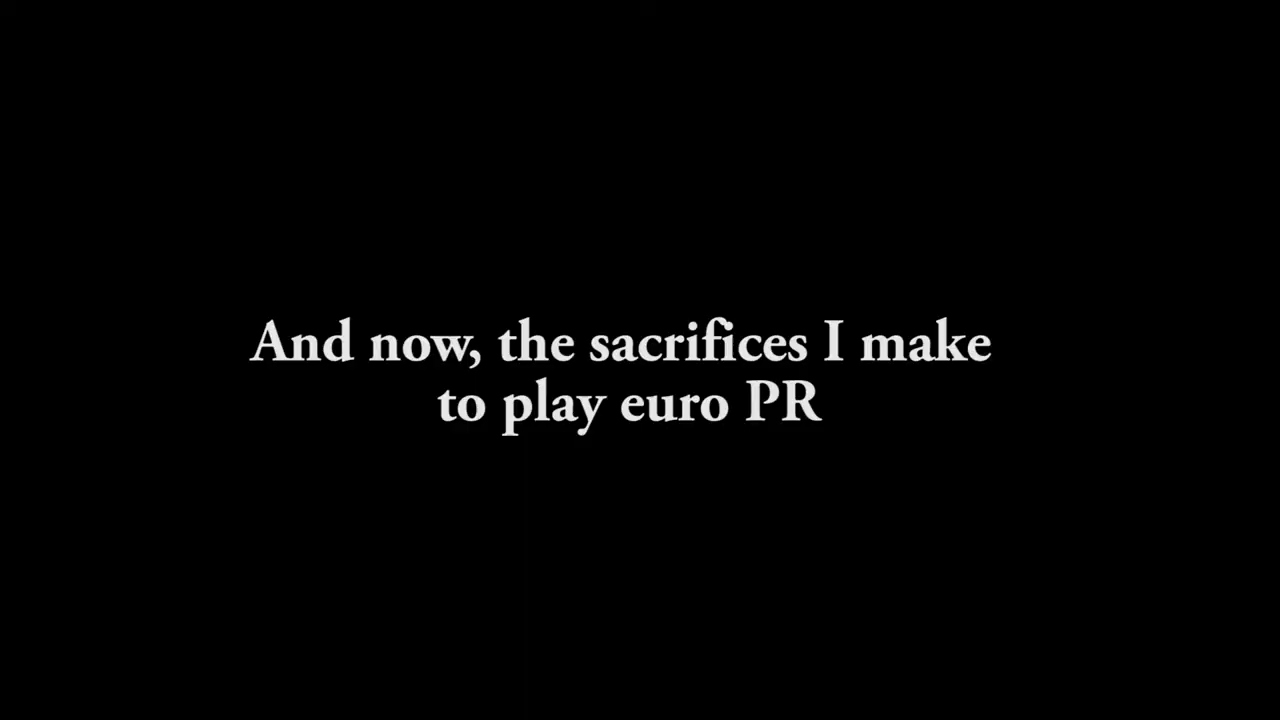 And now, the sacrifices I make
to play euro PR